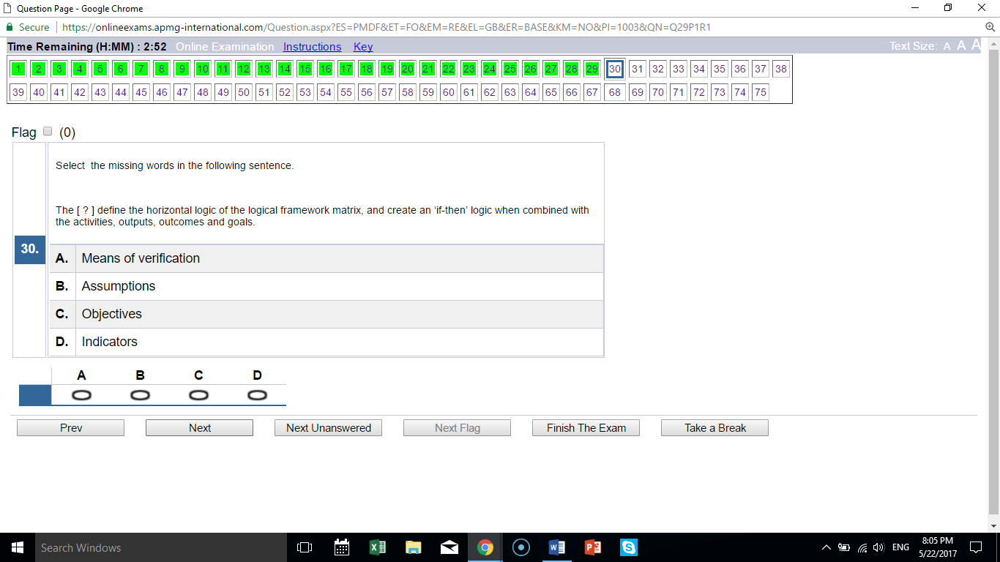 Question Page - Google Chrome
Secure https://onlineexams.apmg-international.com/Question.aspx?ES=PMDF&ET=FO&EM=RE&EL=GB&ER=BASE&KM=NO&PI=1003&QN=Q29P1R1
Time Remaining (H:MM) : 2:52 Online Examination Instructions Key Text Size: A A A
1 2 3 4 5 6 7 8 9 10 11 12 13 14 15 16 17 18 19 20 21 22 23 24 25 26 27 28 29 30 31 32 33 34 35 36 37 38
39 40 41 42 43 44 45 46 47 48 49 50 51 52 53 54 55 56 57 58 59 60 61 62 63 64 65 66 67 68 69 70 71 72 73 74 75
Flag (0)
Select the missing words in the following sentence.
The [ ? ] define the horizontal logic of the logical framework matrix, and create an ‘if-then’ logic when combined with
the activities, outputs, outcomes and goals.
30.
A. Means of verification
B. Assumptions
C. Objectives
D. Indicators
A B C D
Prev Next Next Unanswered Next Flag Finish The Exam Take a Break
Search Windows
ENG
8:05 PM
5/22/2017